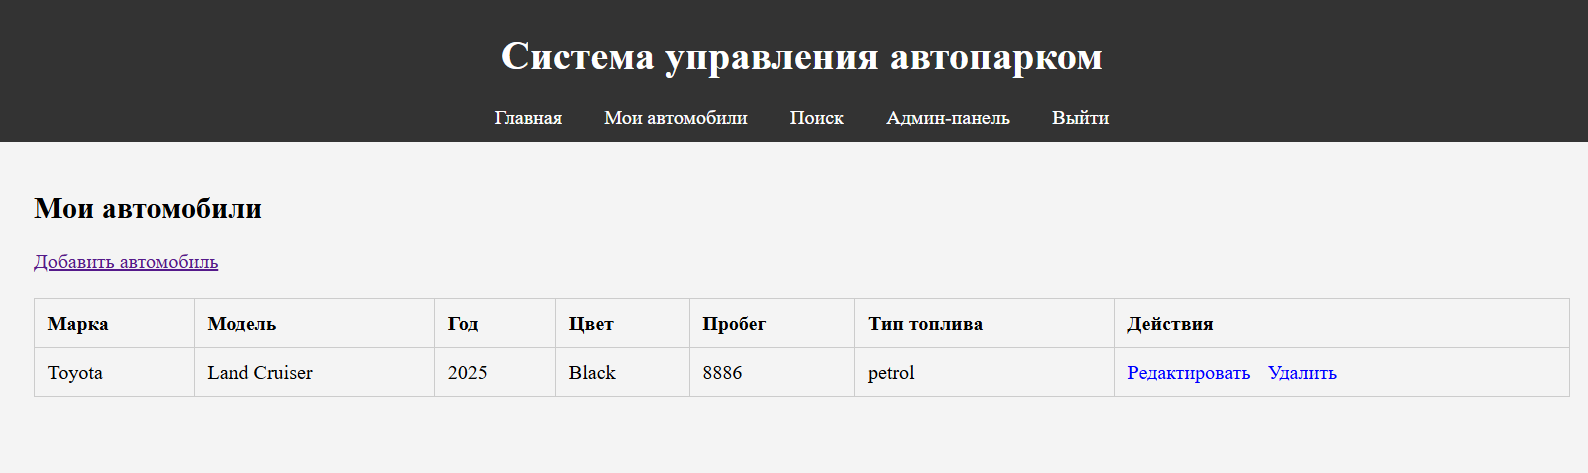 Система управления автопарком
Главная Мои автомобили Поиск Админ-панель Выйти
Мои автомобили
Добавить автомобиль
Марка Модель Год Цвет Пробег Тип топлива Действия
Toyota Land Cruiser 2025 Black 8886 petrol Редактировать Удалить